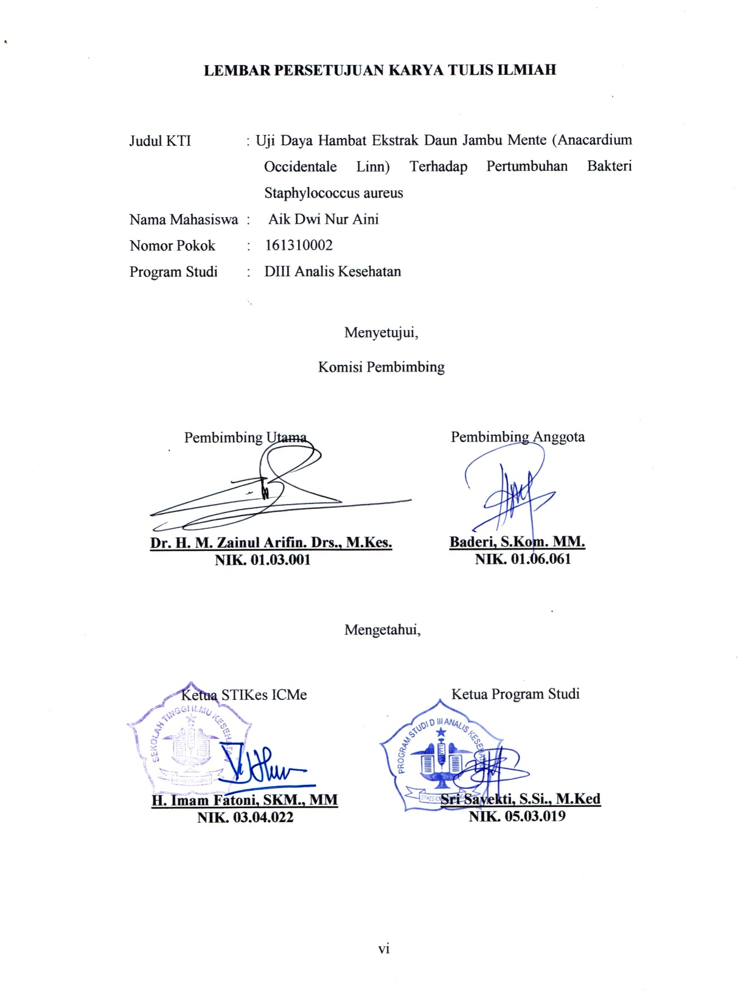 LEMBAR PERSETUJUAN KARYA TULIS ILMIAH
Judul KTI : Uji Daya Hambat Ekstrak Daun Jambu Mente (Anacardium
Occidentale Linn) Terhadap Pertumbuhan Bakteri
Staphylococcus aureus
Nama Mahasiswa : Aik Dwi Nur Aini
Nomor Pokok : 161310002
Program Studi : DIII Analis Kesehatan
Menyetujui,
Komisi Pembimbing
Pembimbing Utama Pembimbing Anggota
Dr. H. M. Zainul Arifin. Drs., M.Kes. Baderi, S.Kom. MM.
NIK. 01.03.001 NIK. 01.06.061
Mengetahui,
Ketua STIKes ICMe Ketua Program Studi
SEKOLAH TINGGI ILMU KESEHATAN PROGRAM STUDI D III ANALIS KESEHATAN
STIKES
H. Imam Fatoni, SKM., MM Sri Sayekti, S.Si., M.Ked
NIK. 03.04.022 NIK. 05.03.019
vi